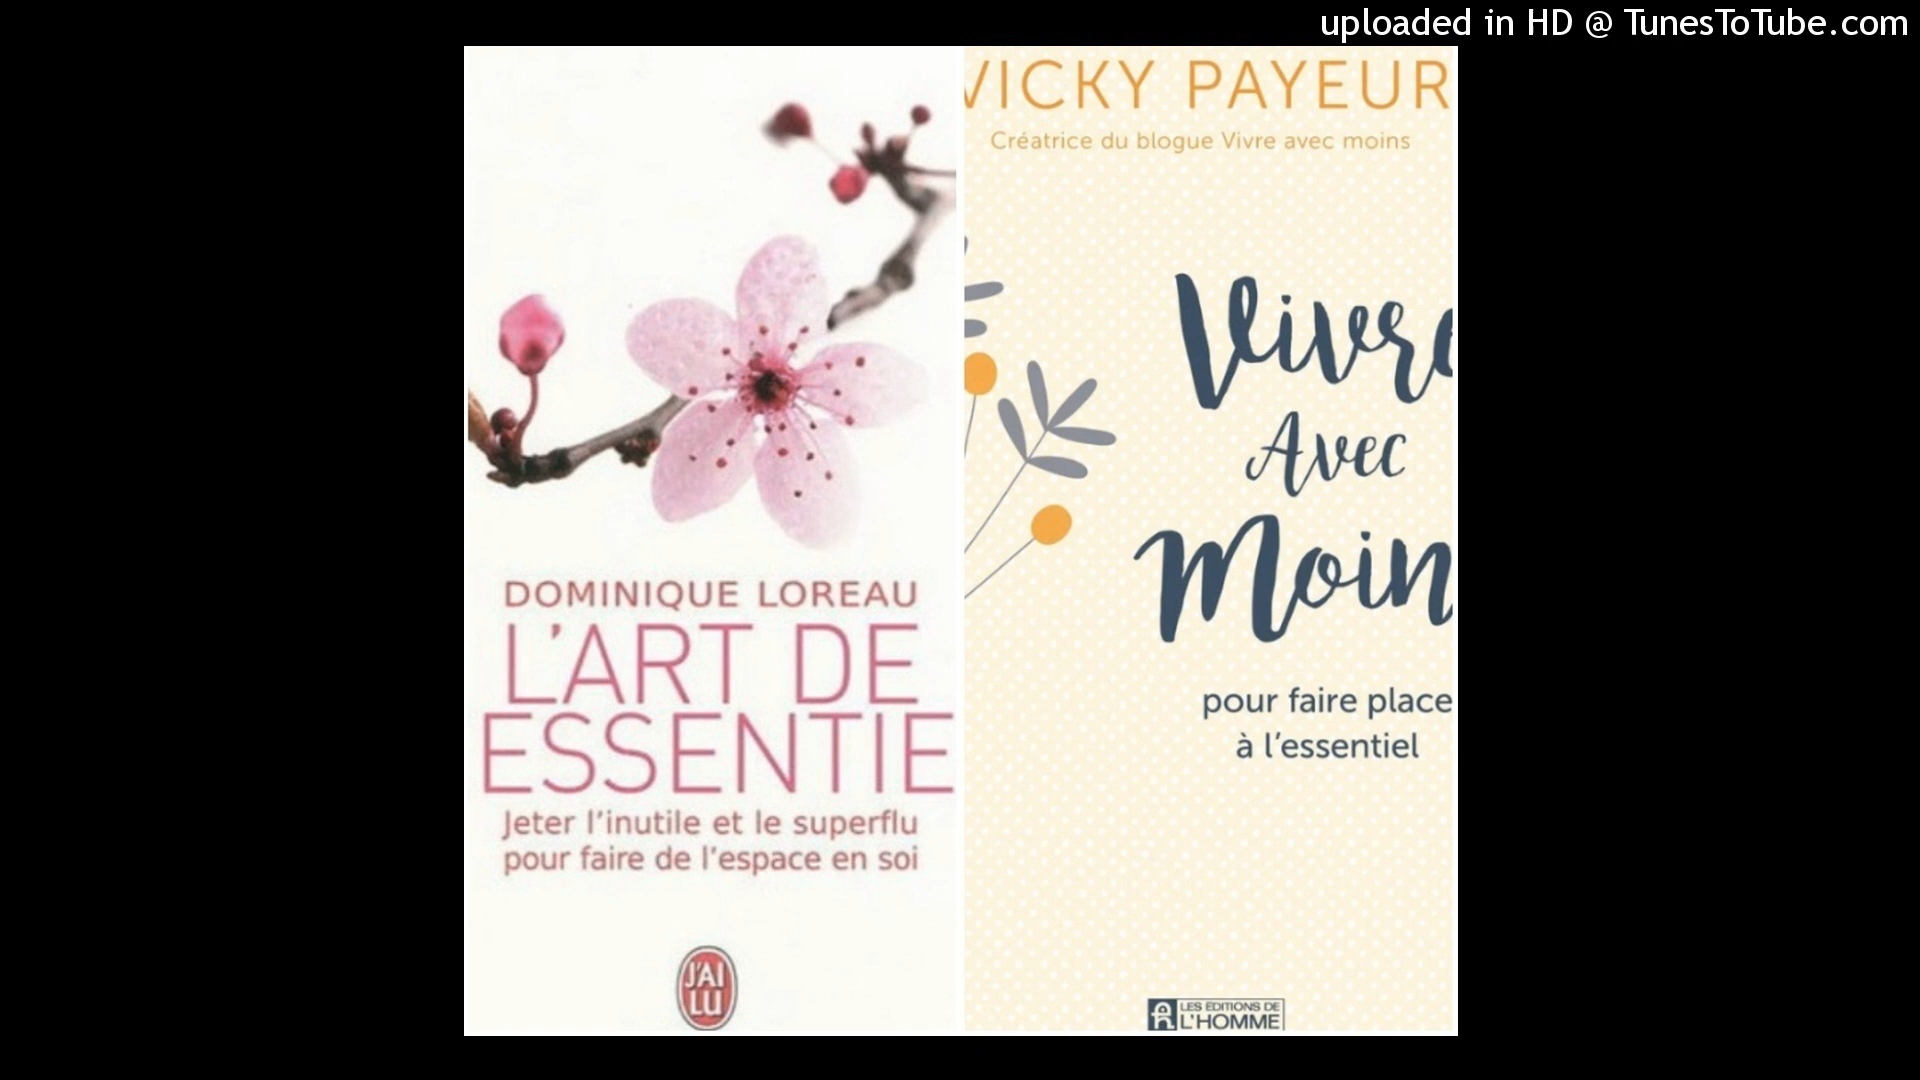 uploaded in HD @ TunesToTube.com
DOMINIQUE LOREAU
L'ART DE
ESSENTIE
Jeter l'inutile et le superflu
pour faire de l'espace en soi
J'AI
LU
VICKY PAYEUR
Créatrice du blogue Vivre avec moins
Vivre
Avec
Moin
pour faire place
à l'essentiel
LES ÉDITIONS DE
L'HOMME